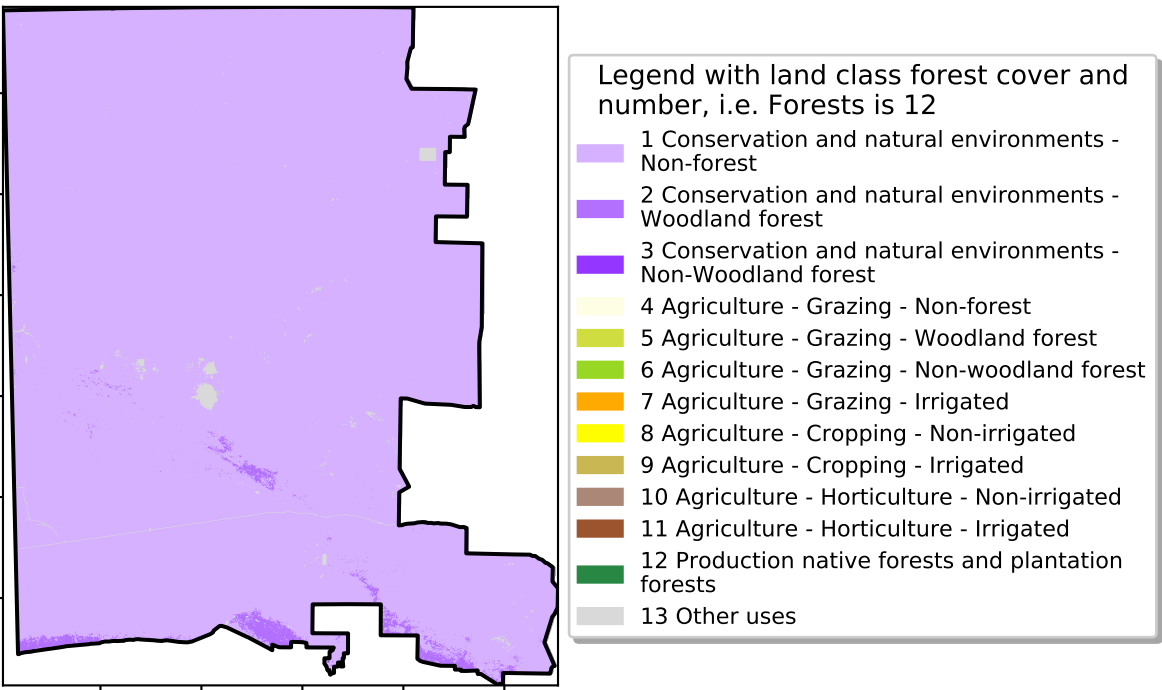 Legend with land class forest cover and
number, i.e. Forests is 12
1 Conservation and natural environments -
Non-forest
2 Conservation and natural environments -
Woodland forest
3 Conservation and natural environments -
Non-Woodland forest
4 Agriculture - Grazing - Non-forest
5 Agriculture - Grazing - Woodland forest
6 Agriculture - Grazing - Non-woodland forest
7 Agriculture - Grazing - Irrigated
8 Agriculture - Cropping - Non-irrigated
9 Agriculture - Cropping - Irrigated
10 Agriculture - Horticulture - Non-irrigated
11 Agriculture - Horticulture - Irrigated
12 Production native forests and plantation
forests
13 Other uses